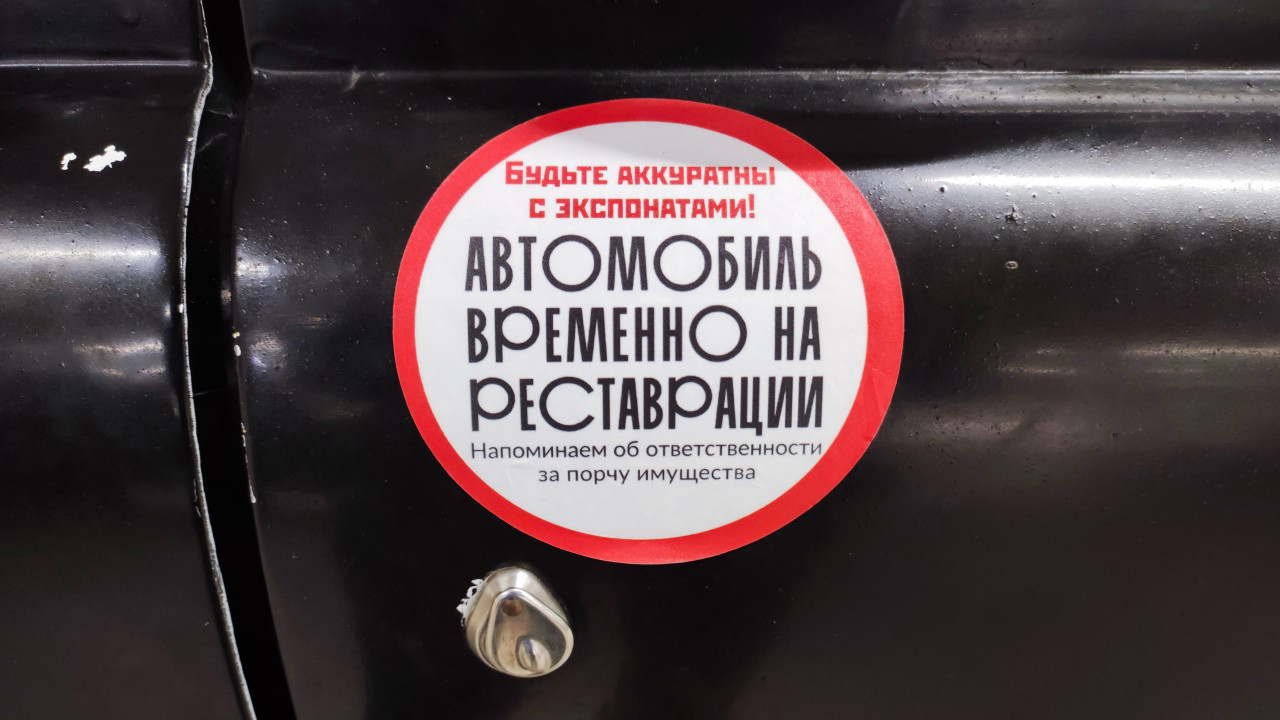 Будьте аккуратны
с экспонатами!
АВТОМОБИЛЬ
ВРЕМЕННО НА
РЕСТАВРАЦИИ
Напоминаем об ответственности
за порчу имущества